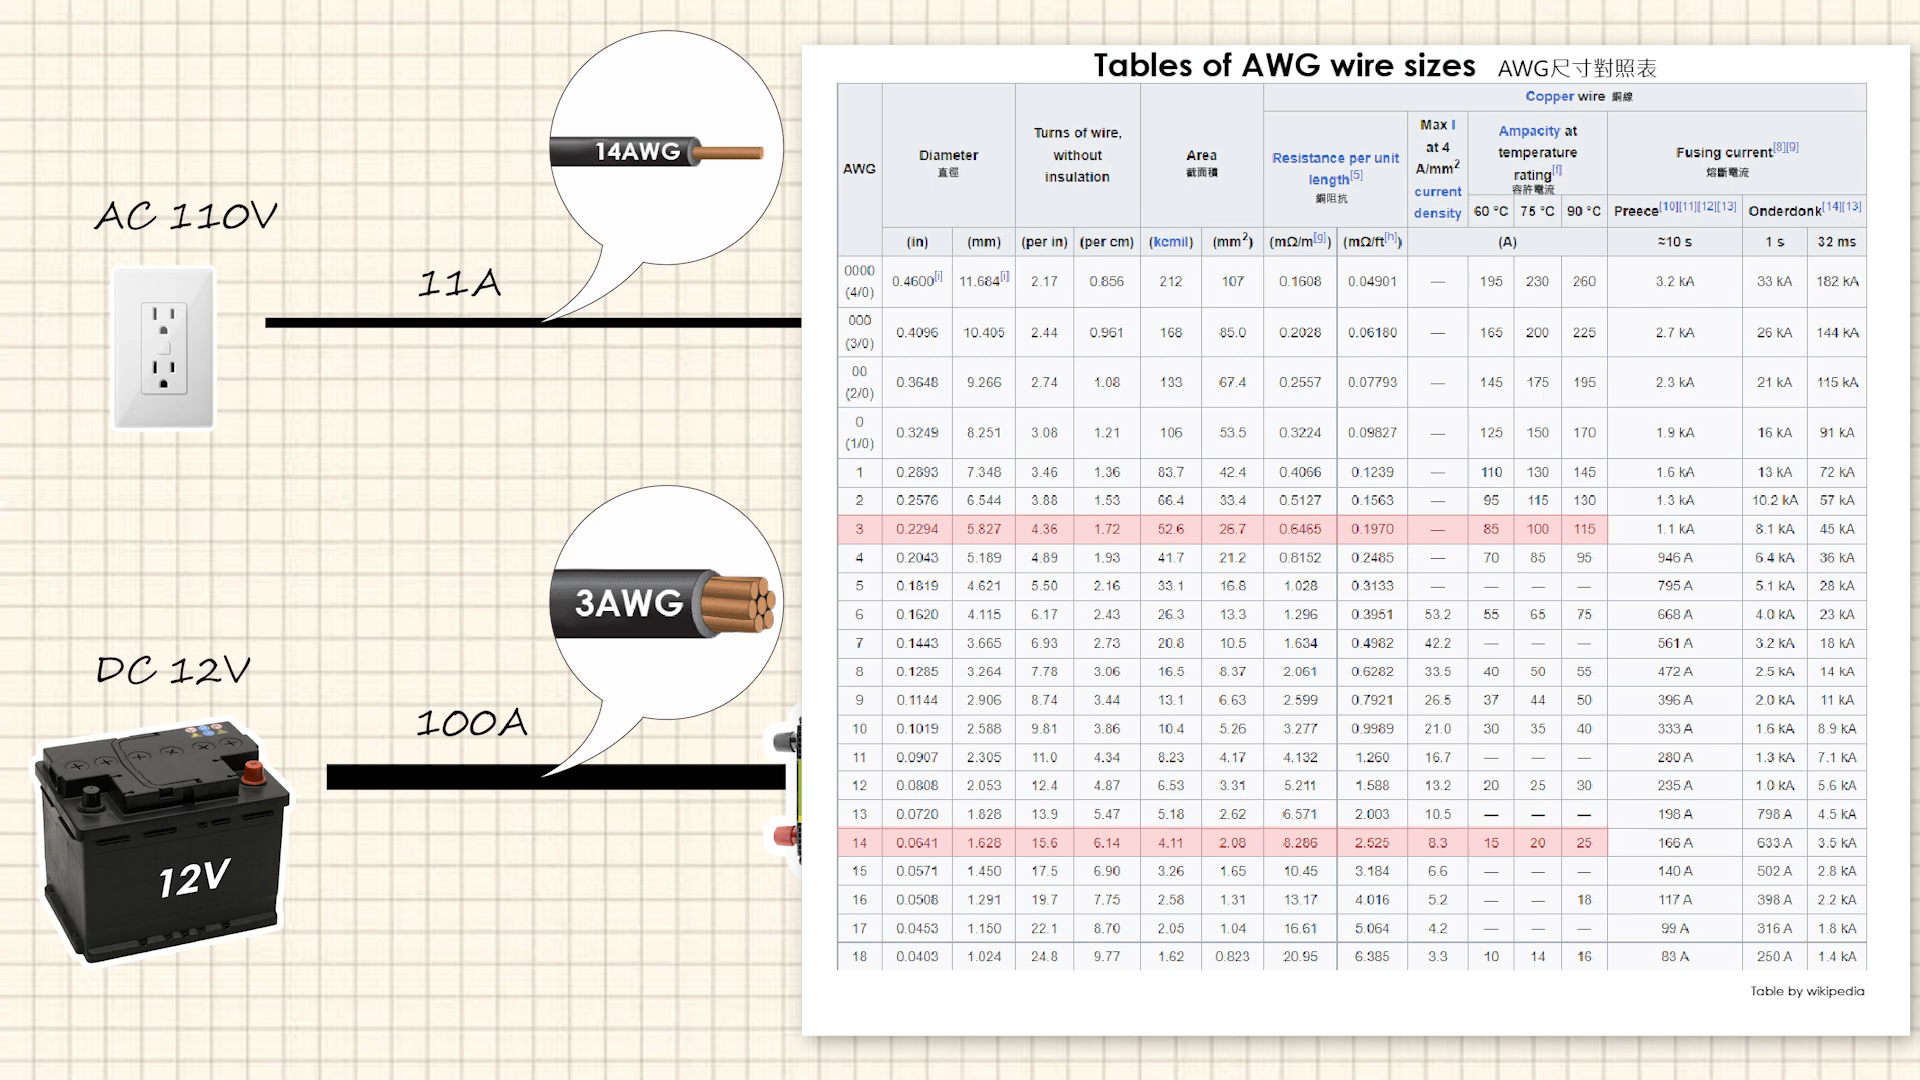 14AWG
AC 110V
11A
3AWG
DC 12V
100A
12V
Tables of AWG wire sizes AWG尺寸對照表
AWG
Diameter
直徑
Turns of wire,
without
insulation
Area
截面積
Copper wire 銅線
Resistance per unit
length[5]
銅阻抗
Max I
at 4
A/mm2
current
density
Ampacity at
temperature
rating[f]
容許電流
Fusing current[8][9]
熔斷電流
60 °C 75 °C 90 °C Preece[10][11][12][13] Onderdonk[14][13]
(in) (mm) (per in) (per cm) (kcmil) (mm2) (mΩ/m[g]) (mΩ/ft[h]) (A) ≈10 s 1 s 32 ms
0000
(4/0) 0.4600[i] 11.684[i] 2.17 0.856 212 107 0.1608 0.04901 — 195 230 260 3.2 kA 33 kA 182 kA
000
(3/0) 0.4096 10.405 2.44 0.961 168 85.0 0.2028 0.06180 — 165 200 225 2.7 kA 26 kA 144 kA
00
(2/0) 0.3648 9.266 2.74 1.08 133 67.4 0.2557 0.07793 — 145 175 195 2.3 kA 21 kA 115 kA
0
(1/0) 0.3249 8.251 3.08 1.21 106 53.5 0.3224 0.09827 — 125 150 170 1.9 kA 16 kA 91 kA
1 0.2893 7.348 3.46 1.36 83.7 42.4 0.4066 0.1239 — 110 130 145 1.6 kA 13 kA 72 kA
2 0.2576 6.544 3.88 1.53 66.4 33.4 0.5127 0.1563 — 95 115 130 1.3 kA 10.2 kA 57 kA
3 0.2294 5.827 4.36 1.72 52.6 26.7 0.6465 0.1970 — 85 100 115 1.1 kA 8.1 kA 45 kA
4 0.2043 5.189 4.89 1.93 41.7 21.2 0.8152 0.2485 — 70 85 95 946 A 6.4 kA 36 kA
5 0.1819 4.621 5.50 2.16 33.1 16.8 1.028 0.3133 — — — — 795 A 5.1 kA 28 kA
6 0.1620 4.115 6.17 2.43 26.3 13.3 1.296 0.3951 53.2 55 65 75 668 A 4.0 kA 23 kA
7 0.1443 3.665 6.93 2.73 20.8 10.5 1.634 0.4982 42.2 — — — 561 A 3.2 kA 18 kA
8 0.1285 3.264 7.78 3.06 16.5 8.37 2.061 0.6282 33.5 40 50 55 472 A 2.5 kA 14 kA
9 0.1144 2.906 8.74 3.44 13.1 6.63 2.599 0.7921 26.5 37 44 50 396 A 2.0 kA 11 kA
10 0.1019 2.588 9.81 3.86 10.4 5.26 3.277 0.9989 21.0 30 35 40 333 A 1.6 kA 8.9 kA
11 0.0907 2.305 11.0 4.34 8.23 4.17 4.132 1.260 16.7 — — — 280 A 1.3 kA 7.1 kA
12 0.0808 2.053 12.4 4.87 6.53 3.31 5.211 1.588 13.2 20 25 30 235 A 1.0 kA 5.6 kA
13 0.0720 1.828 13.9 5.47 5.18 2.62 6.571 2.003 10.5 — — — 198 A 798 A 4.5 kA
14 0.0641 1.628 15.6 6.14 4.11 2.08 8.286 2.525 8.3 15 20 25 166 A 633 A 3.5 kA
15 0.0571 1.450 17.5 6.90 3.26 1.65 10.45 3.184 6.6 — — — 140 A 502 A 2.8 kA
16 0.0508 1.291 19.7 7.75 2.58 1.31 13.17 4.016 5.2 — — 18 117 A 398 A 2.2 kA
17 0.0453 1.150 22.1 8.70 2.05 1.04 16.61 5.064 4.2 — — — 99 A 316 A 1.8 kA
18 0.0403 1.024 24.8 9.77 1.62 0.823 20.95 6.385 3.3 10 14 16 83 A 250 A 1.4 kA
Table by wikipedia